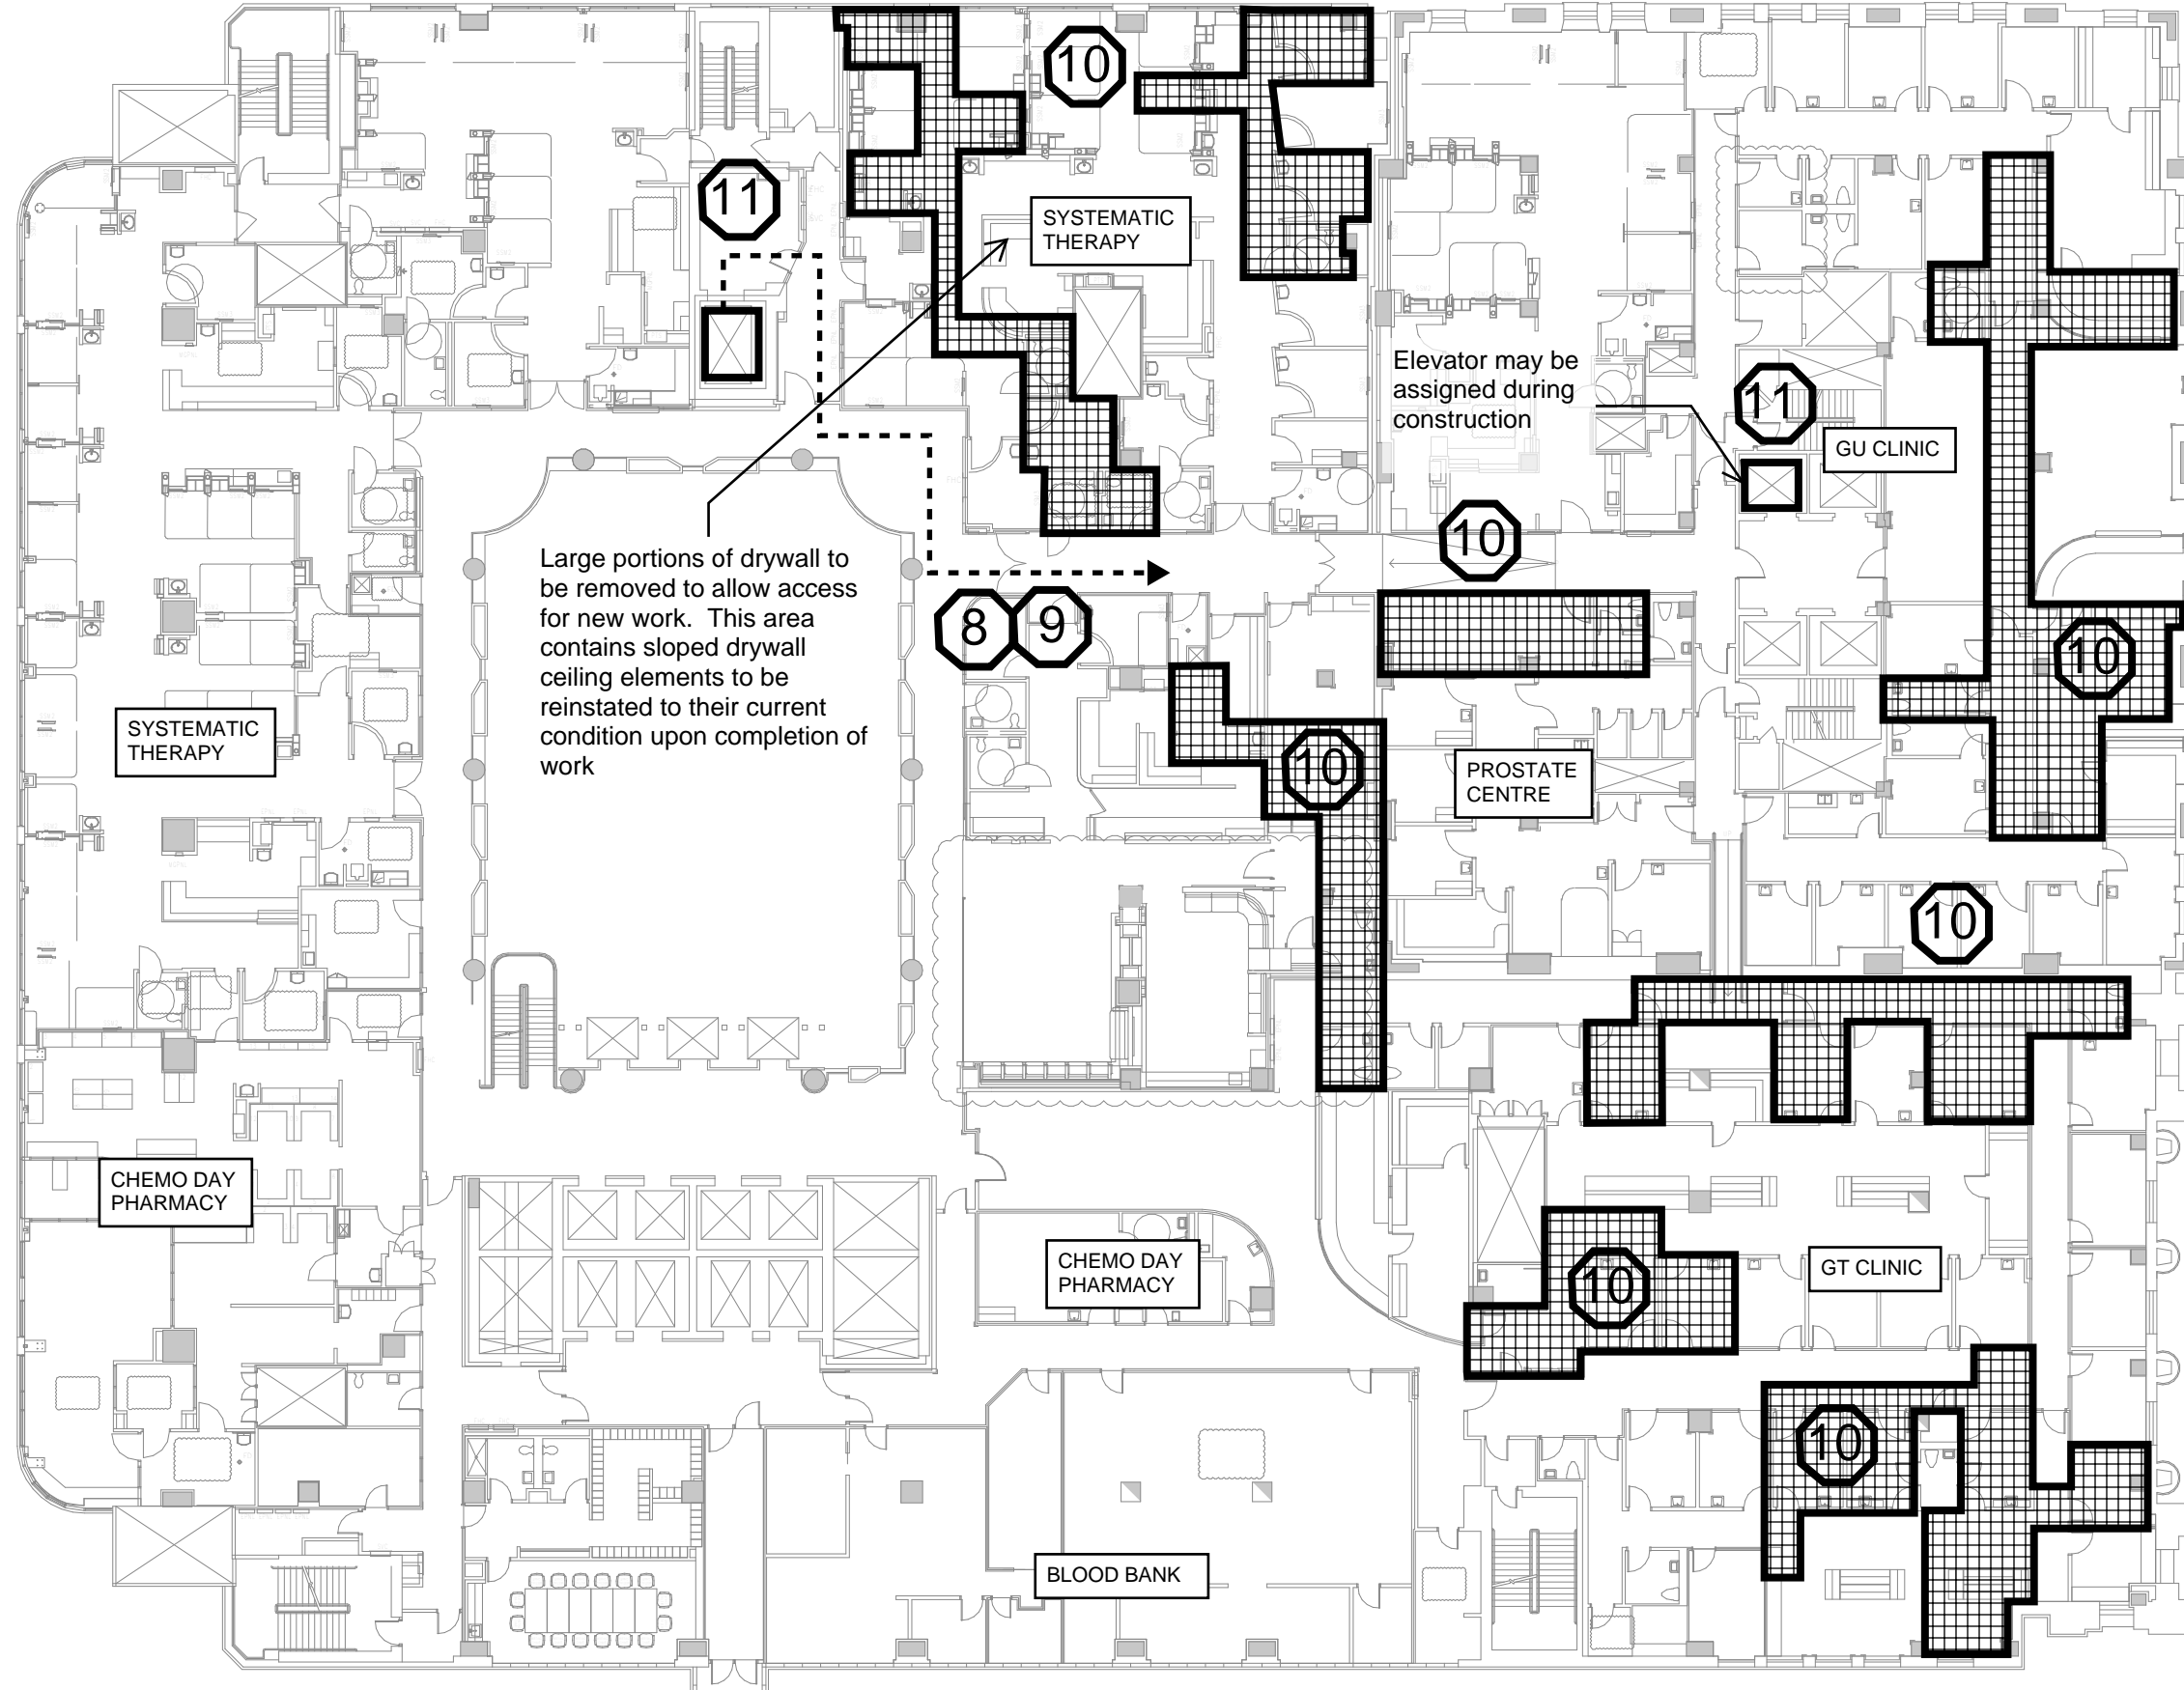 10
11
SYSTEMATIC
THERAPY
Elevator may be
assigned during
construction
11
GU CLINIC
10
Large portions of drywall to
be removed to allow access
for new work. This area
contains sloped drywall
ceiling elements to be
reinstated to their current
condition upon completion of
work
8
9
10
SYSTEMATIC
THERAPY
10
PROSTATE
CENTRE
10
CHEMO DAY
PHARMACY
CHEMO DAY
PHARMACY
10
GT CLINIC
10
BLOOD BANK